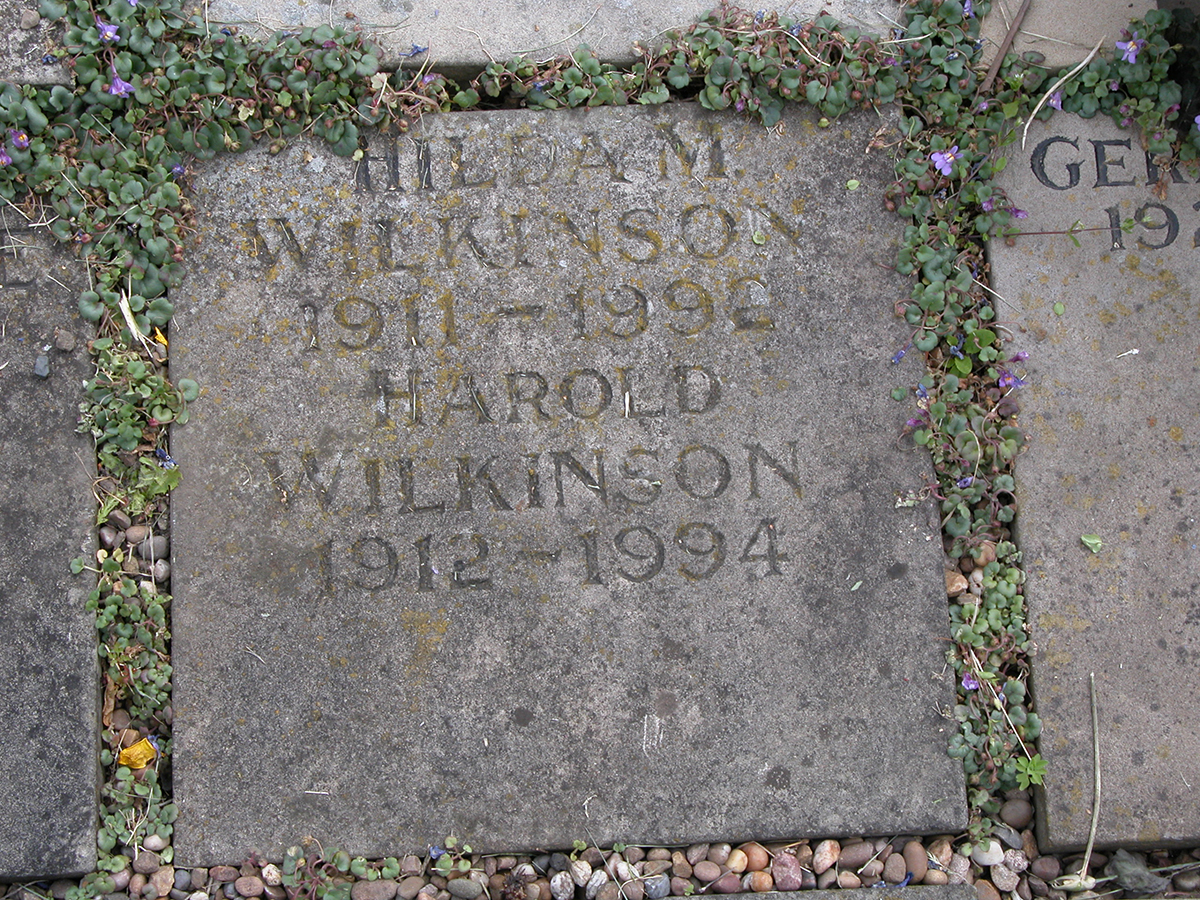 HILDA M.
WILKINSON
1911 - 1992
HAROLD
WILKINSON
1912 - 1994